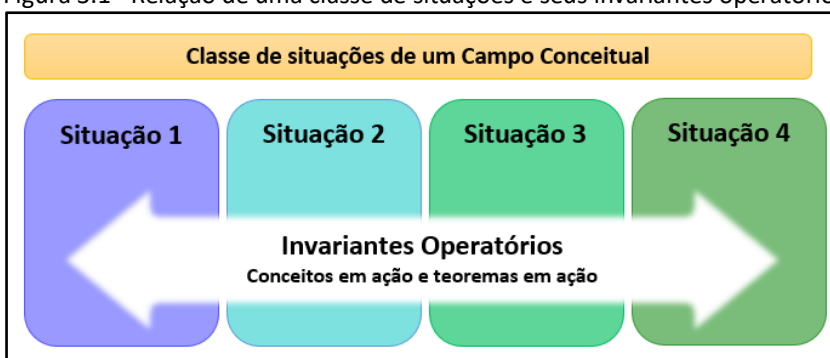 Figura 3.1 - Relação de uma classe de situações e seus invariantes operatório
Classe de situações de um Campo Conceitual
Situação 1
Situação 2
Situação 3
Situação 4
Invariantes Operatórios
Conceitos em ação e teoremas em ação